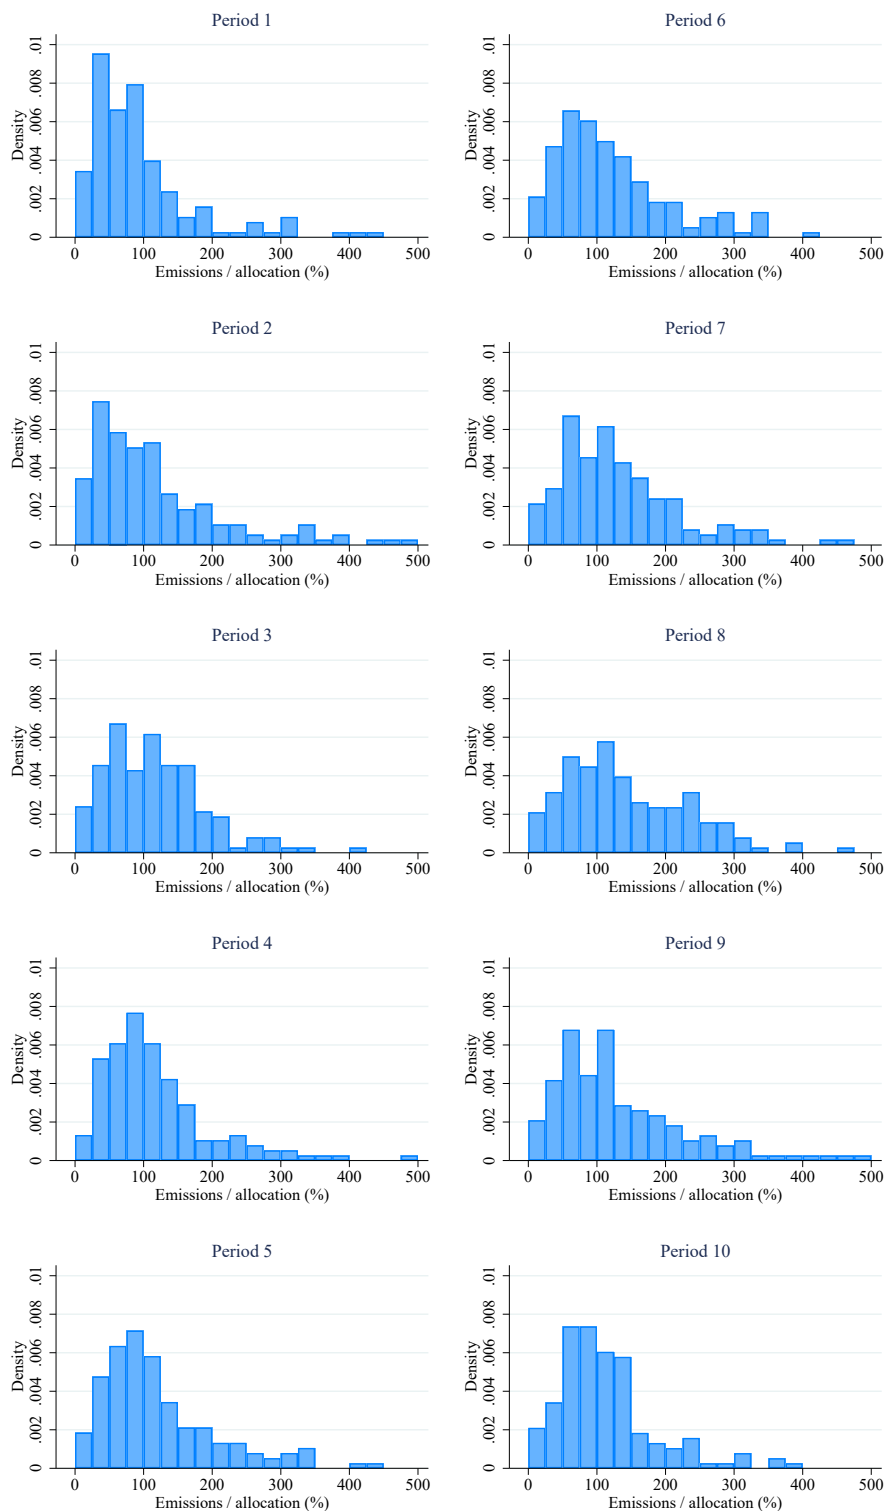 Period 1
Density
0 .002 .004 .006 .008 .01
0 100 200 300 400 500
Emissions / allocation (%)
Period 2
Density
0 .002 .004 .006 .008 .01
0 100 200 300 400 500
Emissions / allocation (%)
Period 3
Density
0 .002 .004 .006 .008 .01
0 100 200 300 400 500
Emissions / allocation (%)
Period 4
Density
0 .002 .004 .006 .008 .01
0 100 200 300 400 500
Emissions / allocation (%)
Period 5
Density
0 .002 .004 .006 .008 .01
0 100 200 300 400 500
Emissions / allocation (%)
Period 6
Density
0 .002 .004 .006 .008 .01
0 100 200 300 400 500
Emissions / allocation (%)
Period 7
Density
0 .002 .004 .006 .008 .01
0 100 200 300 400 500
Emissions / allocation (%)
Period 8
Density
0 .002 .004 .006 .008 .01
0 100 200 300 400 500
Emissions / allocation (%)
Period 9
Density
0 .002 .004 .006 .008 .01
0 100 200 300 400 500
Emissions / allocation (%)
Period 10
Density
0 .002 .004 .006 .008 .01
0 100 200 300 400 500
Emissions / allocation (%)